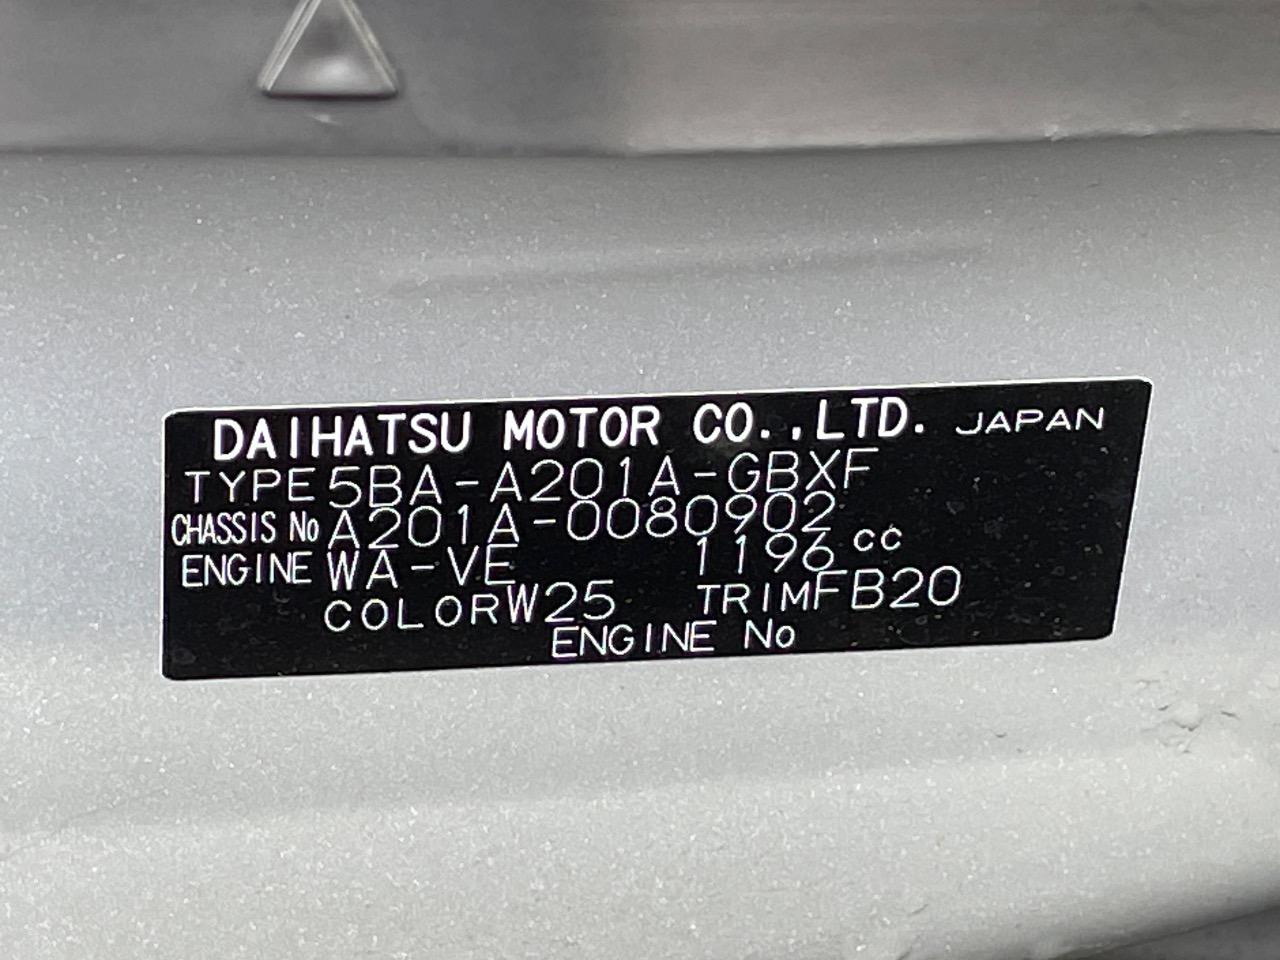 DAIHATSU MOTOR CO.,LTD. JAPAN
TYPE 5BA-A201A-GBXF
CHASSIS No A201A-0080902
ENGINE WA-VE 1196 cc
COLOR W25 TRIM FB20
ENGINE No